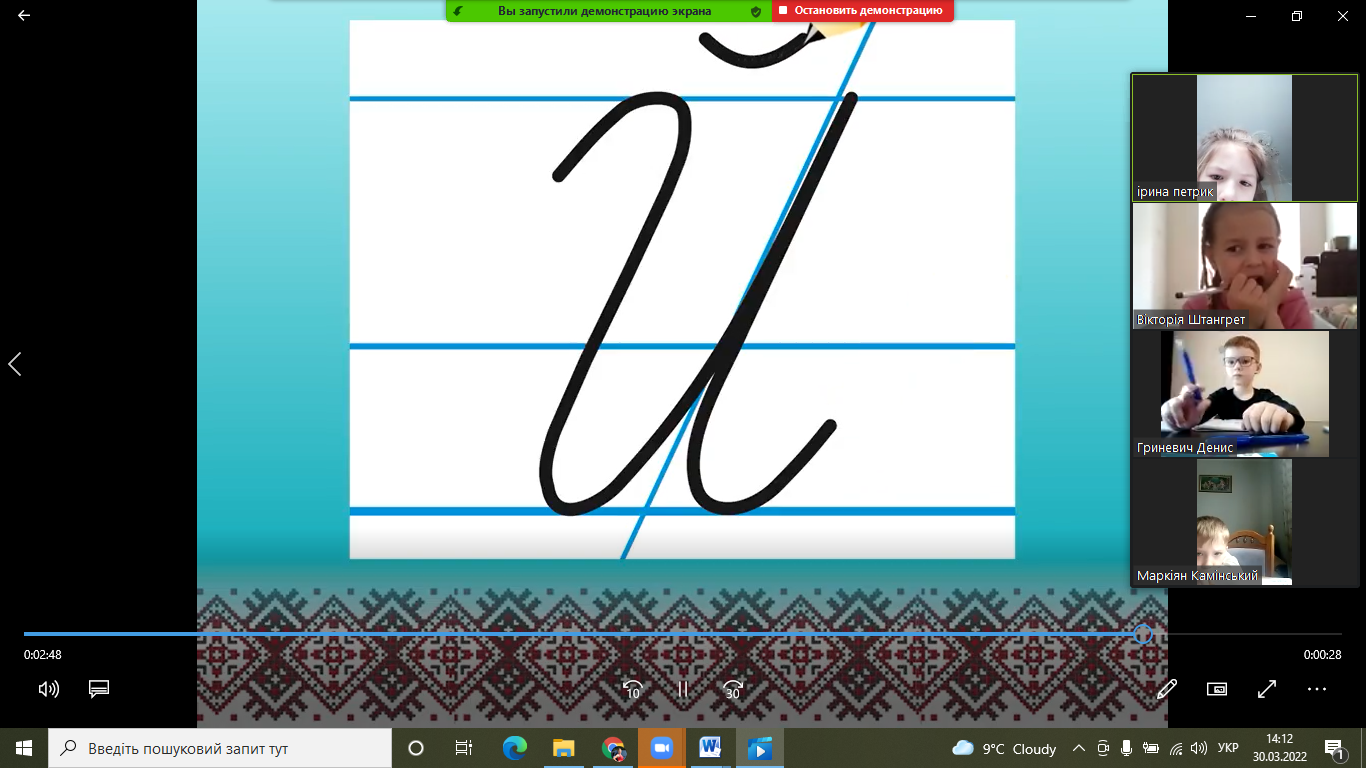 Вы запустили демонстрацию экрана
Остановить демонстрацию
Й
ірина петрик
Вікторія Штангрет
Гриневич Денис
Маркіян Камінський
0:02:48
0:00:28
10
30
Введіть пошуковий запит тут
9°C Cloudy
УКР
14:12
30.03.2022
1